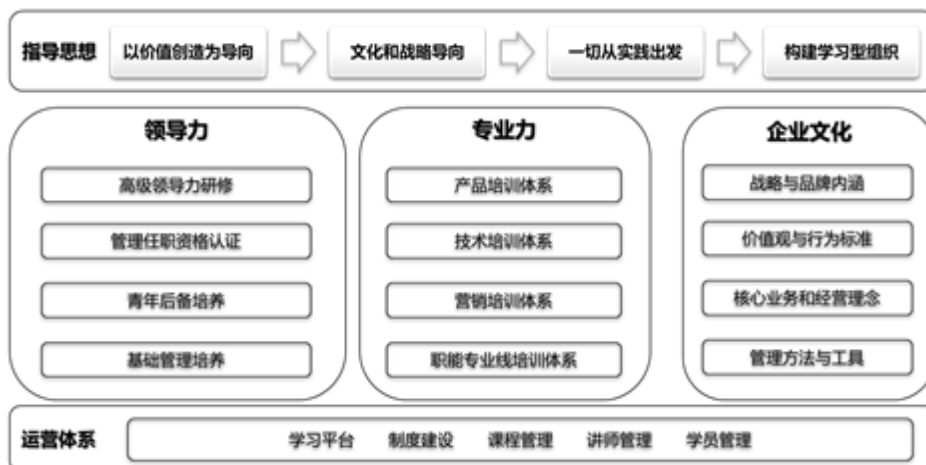 指导思想 以价值创造为导向 文化和战略导向 一切从实践出发 构建学习型组织
领导力
高级领导力研修
管理任职资格认证
青年后备培养
基础管理培养
专业力
产品培训体系
技术培训体系
营销培训体系
职能专业线培训体系
企业文化
战略与品牌内涵
价值观与行为标准
核心业务和经营理念
管理方法与工具
运营体系 学习平台 制度建设 课程管理 讲师管理 学员管理